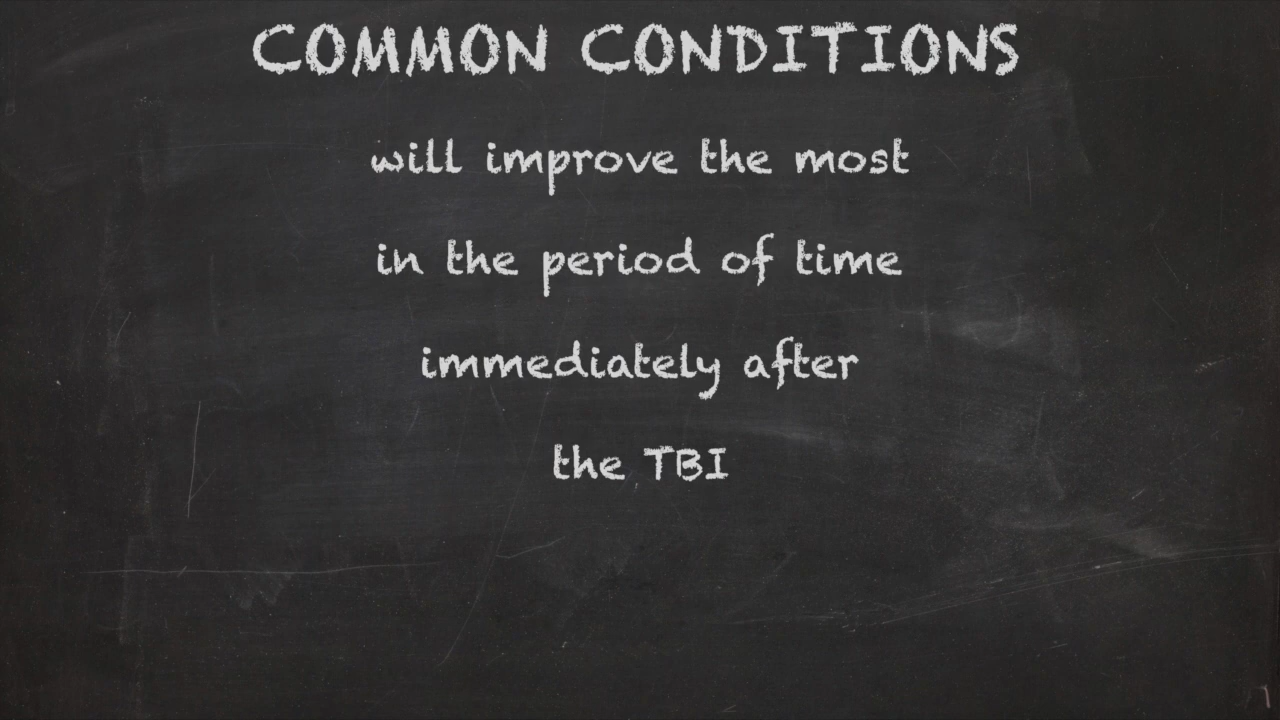 COMMON CONDITIONS
will improve the most
in the period of time
immediately after
the TBI